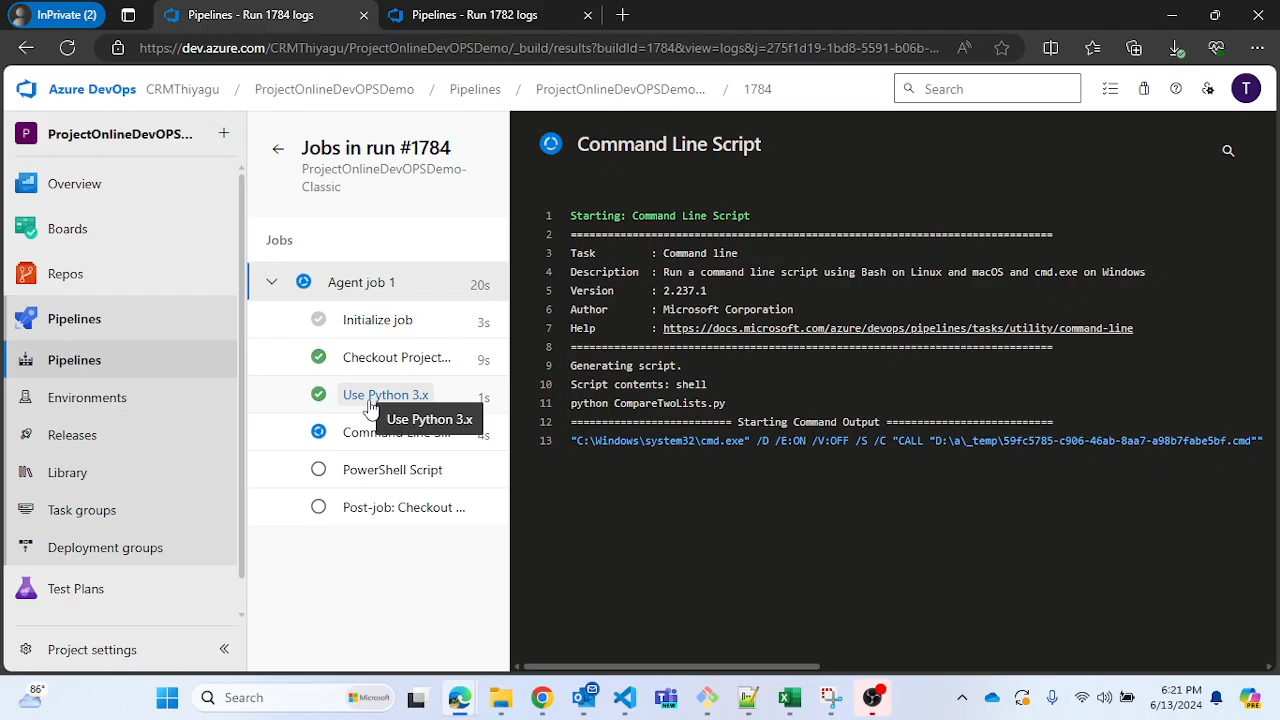 InPrivate (2)
Pipelines - Run 1784 logs
Pipelines - Run 1782 logs
https://dev.azure.com/CRMThiyagu/ProjectOnlineDevOPSDemo/_build/results?buildId=1784&view=logs&j=275f1d19-1bd8-5591-b06b-...
Azure DevOps
CRMThiyagu / ProjectOnlineDevOPSDemo / Pipelines / ProjectOnlineDevOPSDemo... / 1784
Search
T
P ProjectOnlineDevOPS...
Overview
Boards
Repos
Pipelines
Pipelines
Environments
Releases
Library
Task groups
Deployment groups
Test Plans
Project settings
Jobs in run #1784
ProjectOnlineDevOPSDemo-
Classic
Jobs
Agent job 1 20s
Initialize job 3s
Checkout Project... 9s
Use Python 3.x 1s
Use Python 3.x
Command Line S... 4s
PowerShell Script
Post-job: Checkout ...
Command Line Script
1 Starting: Command Line Script
2 ==============================================================================
3 Task : Command line
4 Description : Run a command line script using Bash on Linux and macOS and cmd.exe on Windows
5 Version : 2.237.1
6 Author : Microsoft Corporation
7 Help : https://docs.microsoft.com/azure/devops/pipelines/tasks/utility/command-line
8 ==============================================================================
9 Generating script.
10 Script contents: shell
11 python CompareTwoLists.py
12 ========================== Starting Command Output ===========================
13 "C:\Windows\system32\cmd.exe" /D /E:ON /V:OFF /S /C "CALL "D:\a\_temp\59fc5785-c906-46ab-8aa7-a98b7fabe5bf.cmd""
86°
Search
Microsoft
NEW
6:21 PM
6/13/2024
PRE